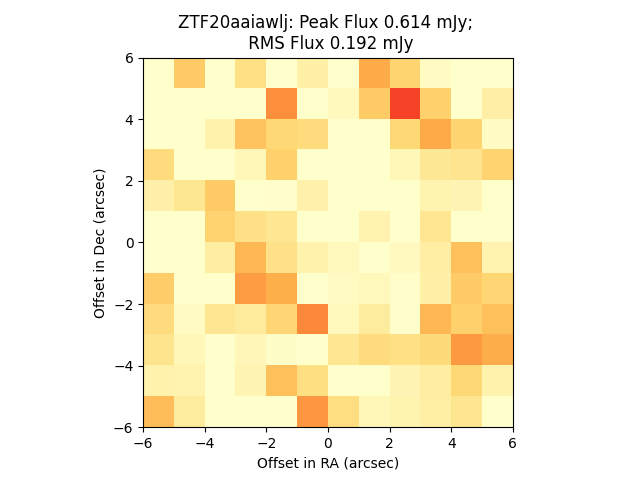 ZTF20aaiawlj: Peak Flux 0.614 mJy;
RMS Flux 0.192 mJy
6
4
2
0
−2
−4
−6
Offset in Dec (arcsec)
−6 −4 −2 0 2 4 6
Offset in RA (arcsec)